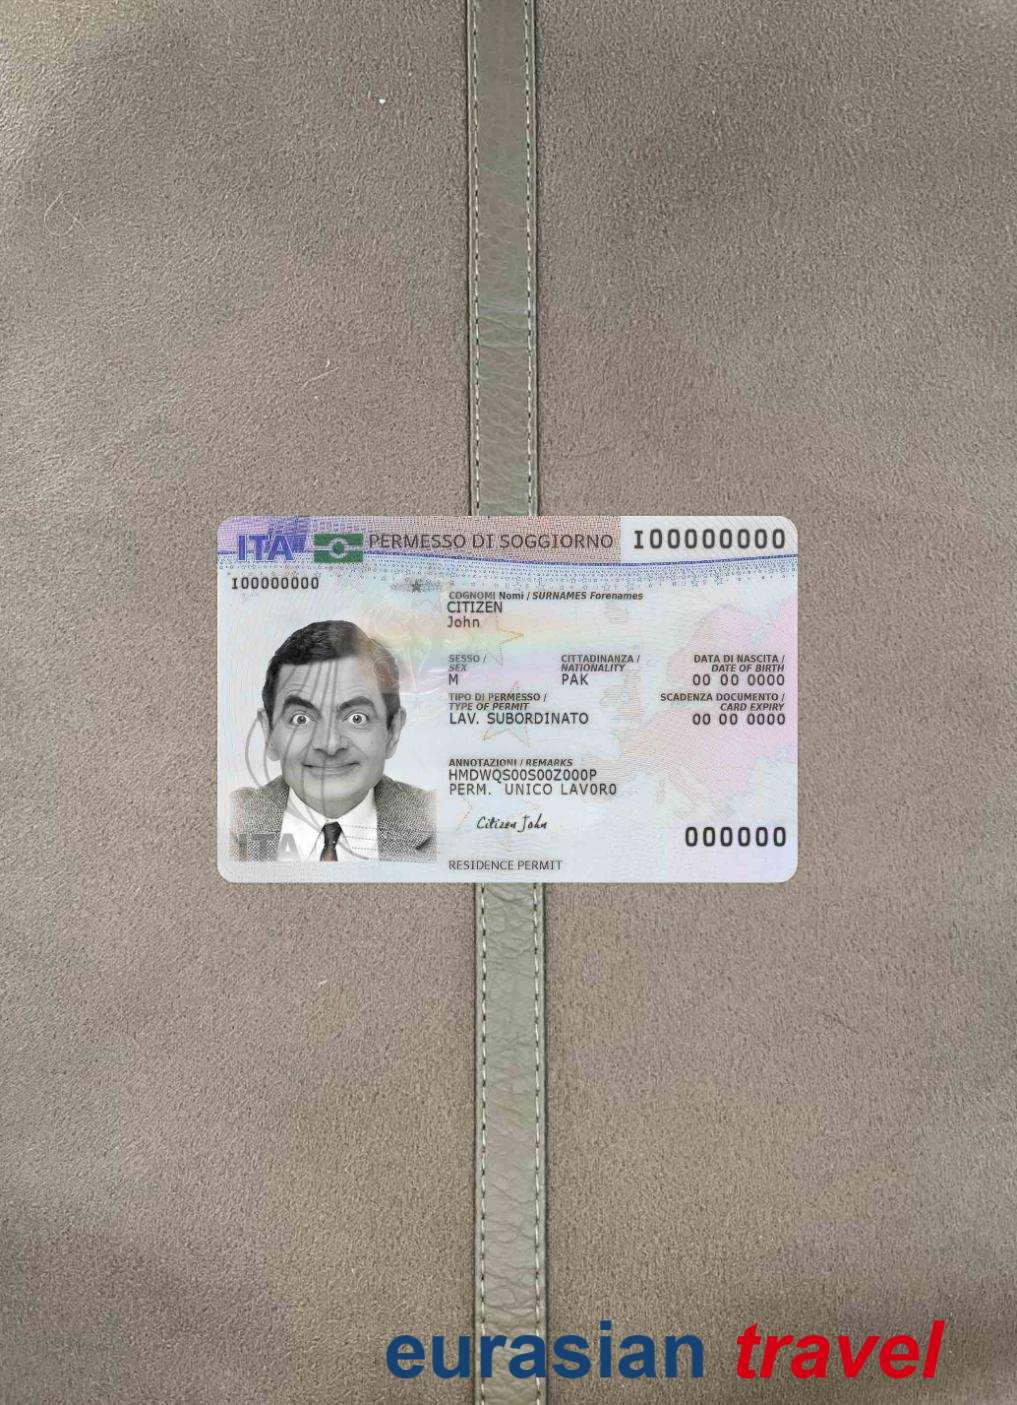 ITA PERMESSO DI SOGGIORNO I00000000
I00000000
COGNOMI Nomi / SURNAMES Forenames
CITIZEN
John
SESSO /
SEX
M
CITTADINANZA /
NATIONALITY
PAK
DATA DI NASCITA /
DATE OF BIRTH
00 00 0000
TIPO DI PERMESSO /
TYPE OF PERMIT
LAV. SUBORDINATO
SCADENZA DOCUMENTO /
CARD EXPIRY
00 00 0000
ANNOTAZIONI / REMARKS
HMDWQS00S00Z000P
PERM. UNICO LAVORO
Citizen John
ITA
000000
RESIDENCE PERMIT
eurasian travel